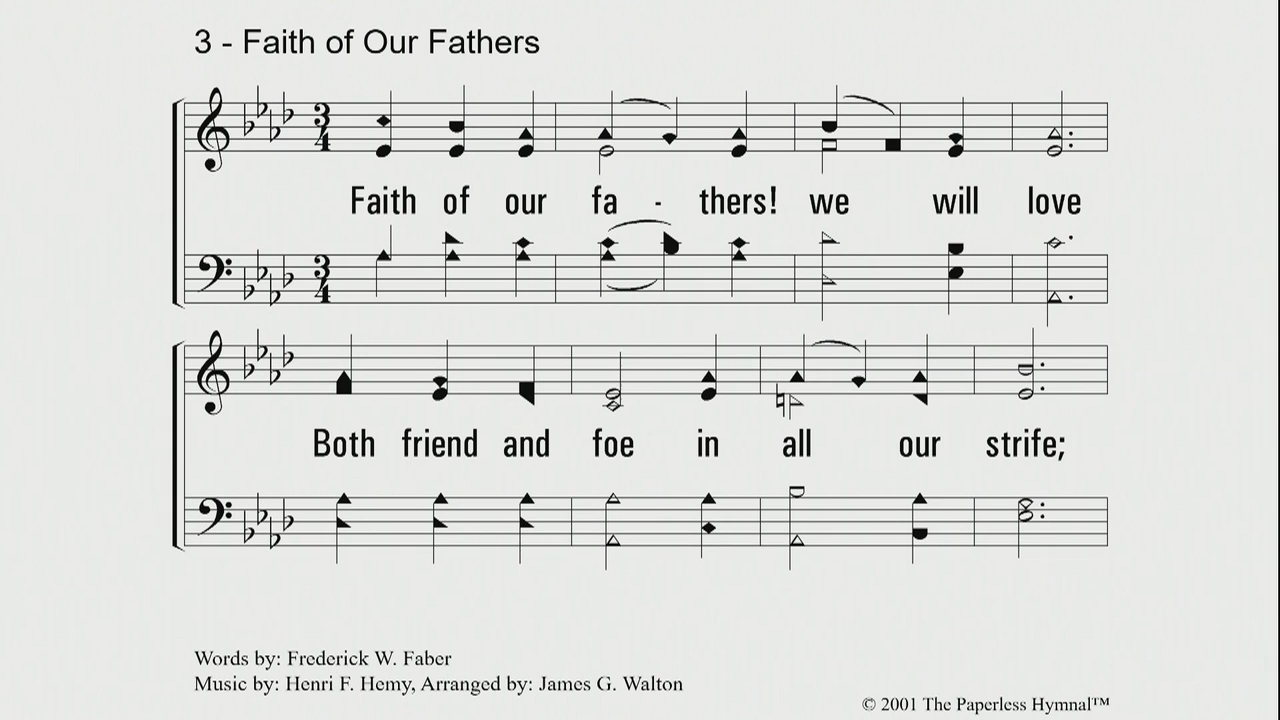 3 - Faith of Our Fathers
3
4
Faith of our fa - thers! we will love
3
4
Both friend and foe in all our strife;
Words by: Frederick W. Faber
Music by: Henri F. Hemy, Arranged by: James G. Walton
© 2001 The Paperless Hymnal™